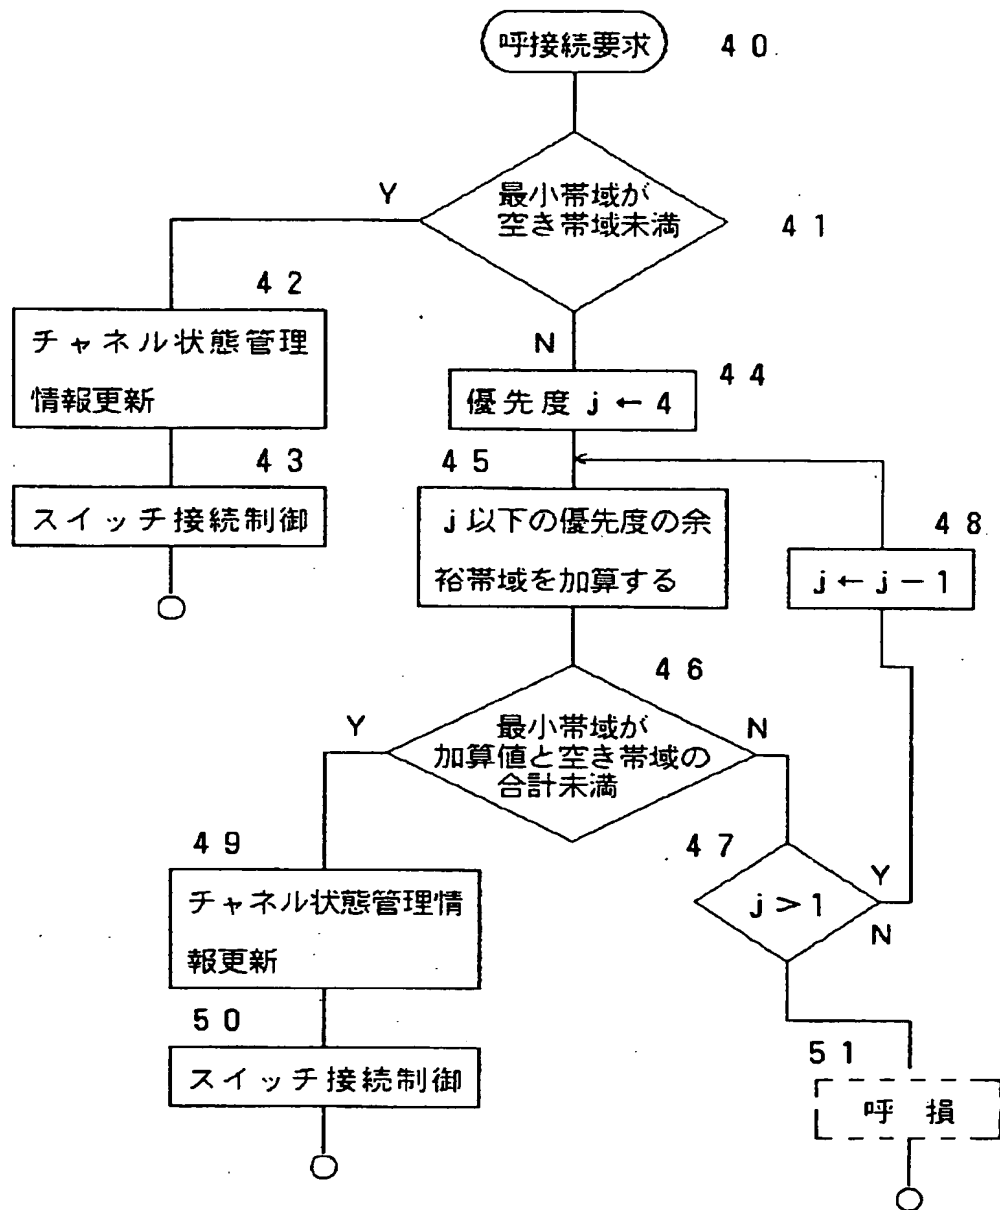 呼接続要求
４０
最小帯域が
空き帯域未満
４１
Y
N
４２
チャネル状態管理
情報更新
４３
スイッチ接続制御
４４
優先度 j ← 4
４５
j 以下の優先度の余
裕帯域を加算する
４８
j ← j − 1
４６
最小帯域が
加算値と空き帯域の
合計未満
Y
N
４７
j > 1
Y
N
４９
チャネル状態管理情
報更新
５０
スイッチ接続制御
５１
呼 損